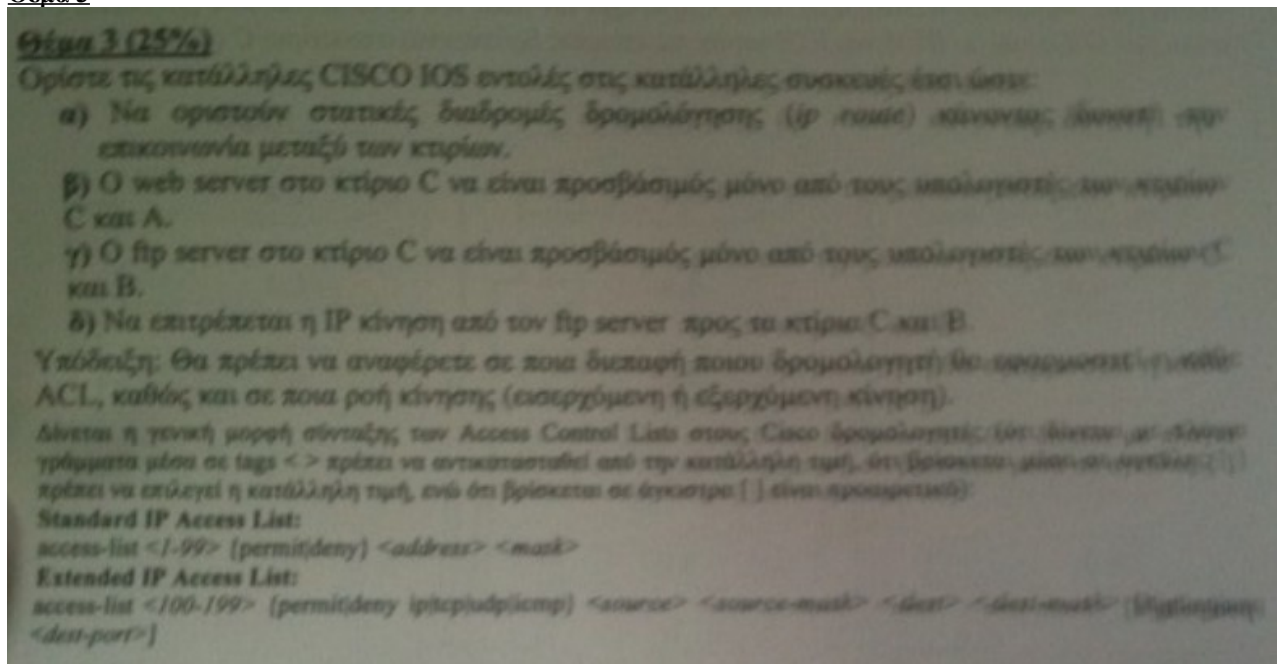 Θέμα 3 (25%)
Ορίστε τις κατάλληλες CISCO IOS εντολές στις κατάλληλες συσκευές έτσι ώστε:
α) Να οριστούν στατικές διαδρομές δρομολόγησης (ip route) κάνοντας δυνατή την
επικοινωνία μεταξύ των κτιρίων.
β) Ο web server στο κτίριο C να είναι προσβάσιμός μόνο από τους υπολογιστές των κτιρίων
C και A.
γ) Ο ftp server στο κτίριο C να είναι προσβάσιμός μόνο από τους υπολογιστές των κτιρίων C
και B.
δ) Να επιτρέπεται η IP κίνηση από τον ftp server προς τα κτίρια C και B.
Υπόδειξη: Θα πρέπει να αναφέρετε σε ποια διεπαφή ποιου δρομολογητή θα εφαρμοστεί η κάθε
ACL, καθώς και σε ποια ροή κίνησης (εισερχόμενη ή εξερχόμενη κίνηση).
Δίνεται η γενική μορφή σύνταξης των Access Control Lists στους Cisco δρομολογητές (ότι δίνεται με
γράμματα μέσα σε tags < > πρέπει να αντικατασταθεί από την κατάλληλη τιμή, ότι βρίσκεται μέσα σε
πρέπει να επιλεγεί η κατάλληλη τιμή, ενώ ότι βρίσκεται σε άγκιστρα [ ] είναι προαιρετικό):
Standard IP Access List:
access-list <1-99> {permit|deny} <address> <mask>
Extended IP Access List:
access-list <100-199> {permit|deny ip|tcp|udp|icmp} <source> <source-mask> <dest> <dest-mask>
<dest-port>]